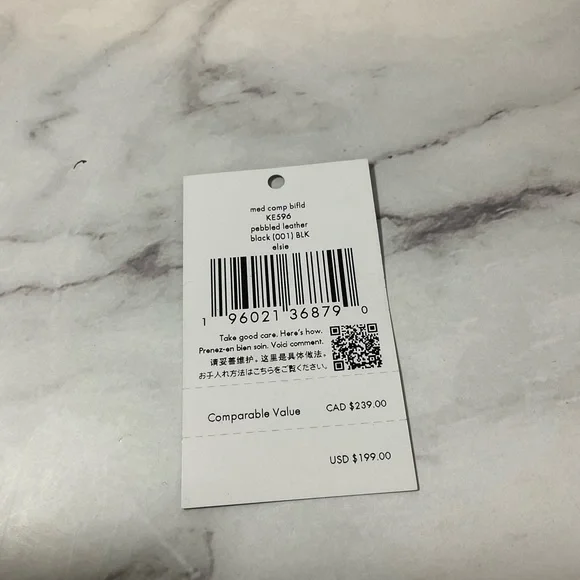 med comp bifld
KE596
pebbled leather
black (001) BLK
elsie
1 96021 36879 0
Take good care. Here's how.
Prenez-en bien soin. Voici comment.
请妥善维护。这里是具体做法。
お手入れ方法はこちらをご覧ください。
Comparable Value CAD $239.00
USD $199.00